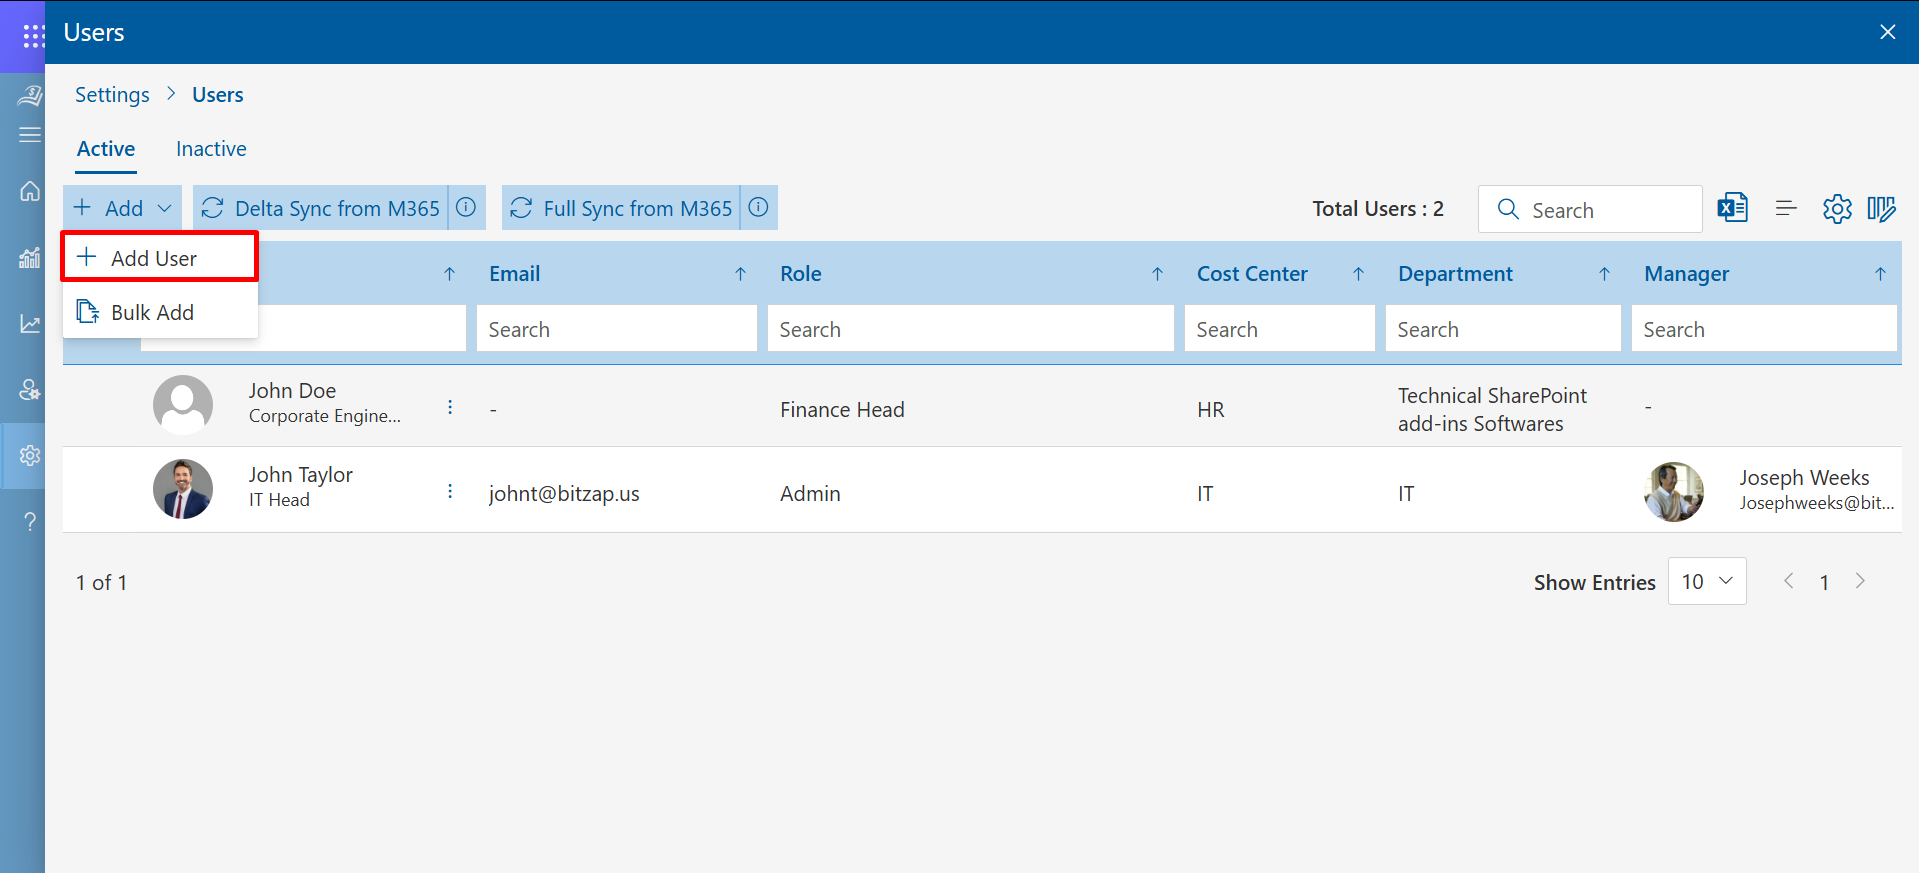 Users
Settings > Users
Active Inactive
Add Delta Sync from M365 Full Sync from M365 Total Users : 2 Search
Add User
Bulk Add
Email Role Cost Center Department Manager
Search Search Search Search Search
John Doe
Corporate Engine...
- Finance Head HR Technical SharePoint
add-ins Softwares
-
John Taylor
IT Head
johnt@bitzap.us Admin IT IT
Joseph Weeks
Josephweeks@bit...
1 of 1 Show Entries 10 1